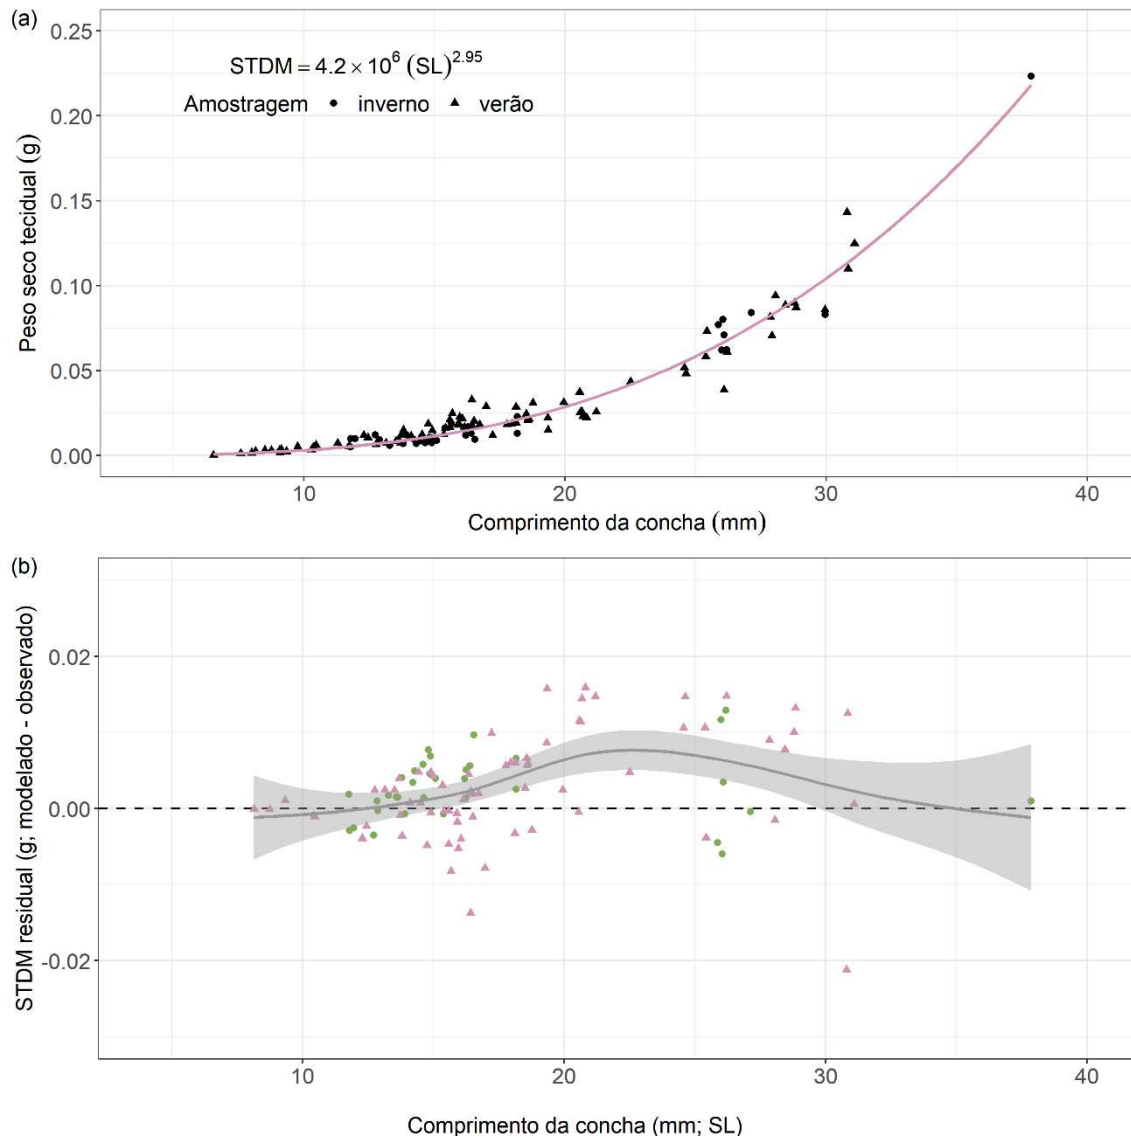 (a)
0.25
STDM = 4.2 × 10⁶ (SL)²·⁹⁵
Amostragem ● inverno ▲ verão
0.20
0.15
0.10
0.05
0.00
Peso seco tecidual (g)
10 20 30 40
Comprimento da concha (mm)
(b)
0.02
0.00
-0.02
STDM residual (g; modelado - observado)
10 20 30 40
Comprimento da concha (mm; SL)